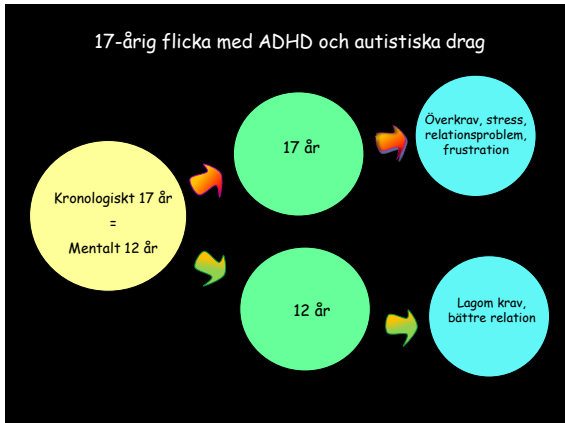 17-årig flicka med ADHD och autistiska drag
Kronologiskt 17 år
=
Mentalt 12 år
17 år
Överkrav, stress,
relationsproblem,
frustration
12 år
Lagom krav,
bättre relation